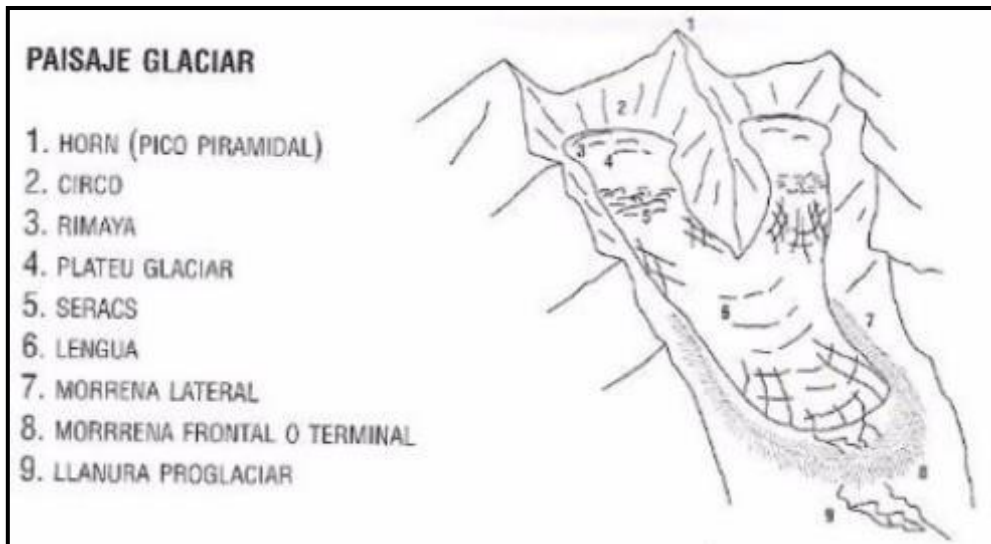 PAISAJE GLACIAR
1. HORN (PICO PIRAMIDAL)
2. CIRCO
3. RIMAYA
4. PLATEU GLACIAR
5. SERACS
6. LENGUA
7. MORRENA LATERAL
8. MORRRENA FRONTAL O TERMINAL
9. LLANURA PROGLACIAR
1
2
3
4
5
6
7
8
9